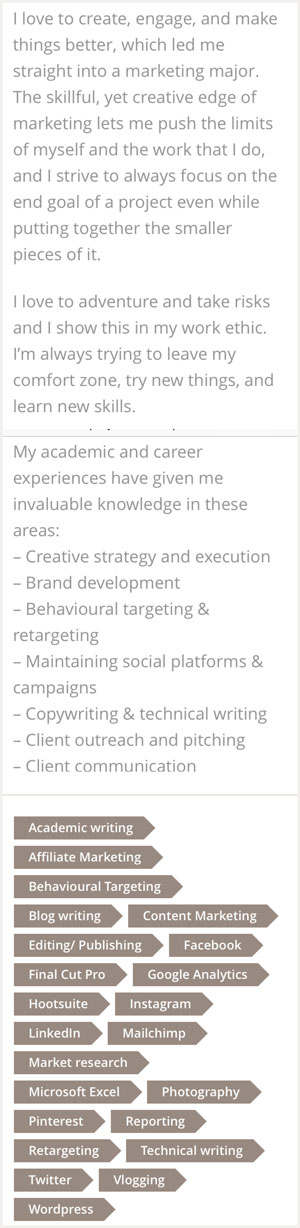 I love to create, engage, and make
things better, which led me
straight into a marketing major.
The skillful, yet creative edge of
marketing lets me push the limits
of myself and the work that I do,
and I strive to always focus on the
end goal of a project even while
putting together the smaller
pieces of it.
I love to adventure and take risks
and I show this in my work ethic.
I'm always trying to leave my
comfort zone, try new things, and
learn new skills.
My academic and career
experiences have given me
invaluable knowledge in these
areas:
– Creative strategy and execution
– Brand development
– Behavioural targeting &
retargeting
– Maintaining social platforms &
campaigns
– Copywriting & technical writing
– Client outreach and pitching
– Client communication
Academic writing
Affiliate Marketing
Behavioural Targeting
Blog writing Content Marketing
Editing/ Publishing Facebook
Final Cut Pro Google Analytics
Hootsuite Instagram
LinkedIn Mailchimp
Market research
Microsoft Excel Photography
Pinterest Reporting
Retargeting Technical writing
Twitter Vlogging
Wordpress